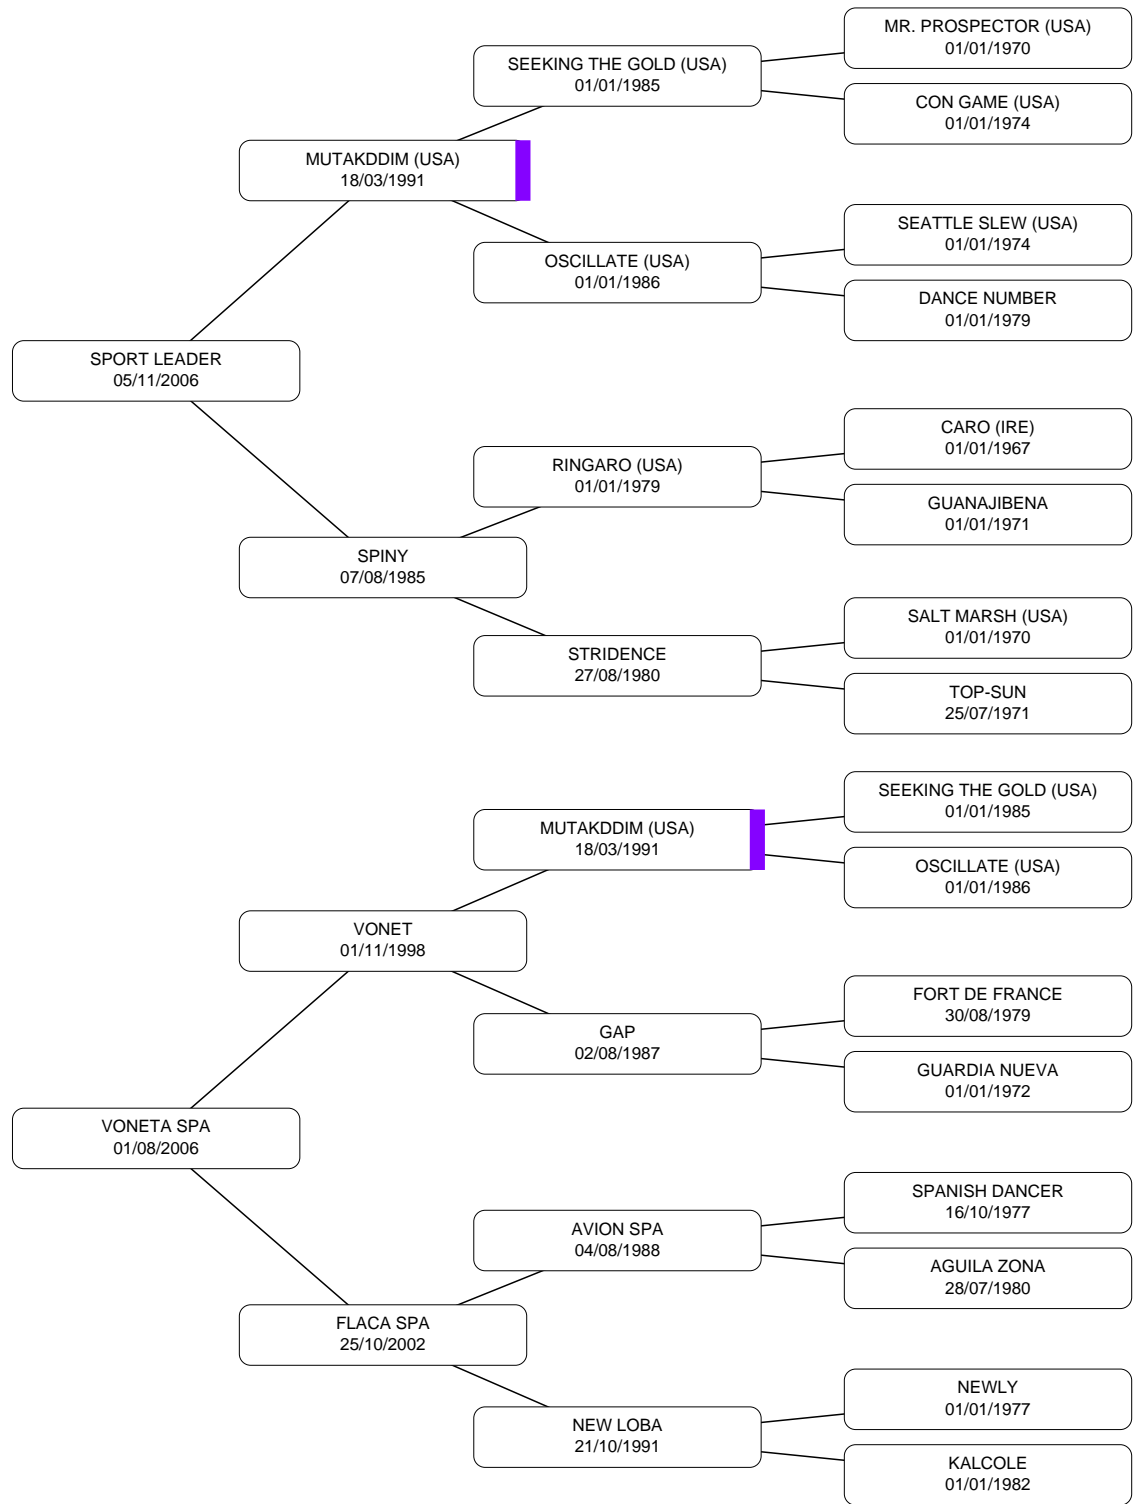 MR. PROSPECTOR (USA)
01/01/1970
SEEKING THE GOLD (USA)
01/01/1985
CON GAME (USA)
01/01/1974
MUTAKDDIM (USA)
18/03/1991
SEATTLE SLEW (USA)
01/01/1974
OSCILLATE (USA)
01/01/1986
DANCE NUMBER
01/01/1979
SPORT LEADER
05/11/2006
CARO (IRE)
01/01/1967
RINGARO (USA)
01/01/1979
GUANAJIBENA
01/01/1971
SPINY
07/08/1985
SALT MARSH (USA)
01/01/1970
STRIDENCE
27/08/1980
TOP-SUN
25/07/1971
SEEKING THE GOLD (USA)
01/01/1985
MUTAKDDIM (USA)
18/03/1991
OSCILLATE (USA)
01/01/1986
VONET
01/11/1998
FORT DE FRANCE
30/08/1979
GAP
02/08/1987
GUARDIA NUEVA
01/01/1972
VONETA SPA
01/08/2006
SPANISH DANCER
16/10/1977
AVION SPA
04/08/1988
AGUILA ZONA
28/07/1980
FLACA SPA
25/10/2002
NEWLY
01/01/1977
NEW LOBA
21/10/1991
KALCOLE
01/01/1982